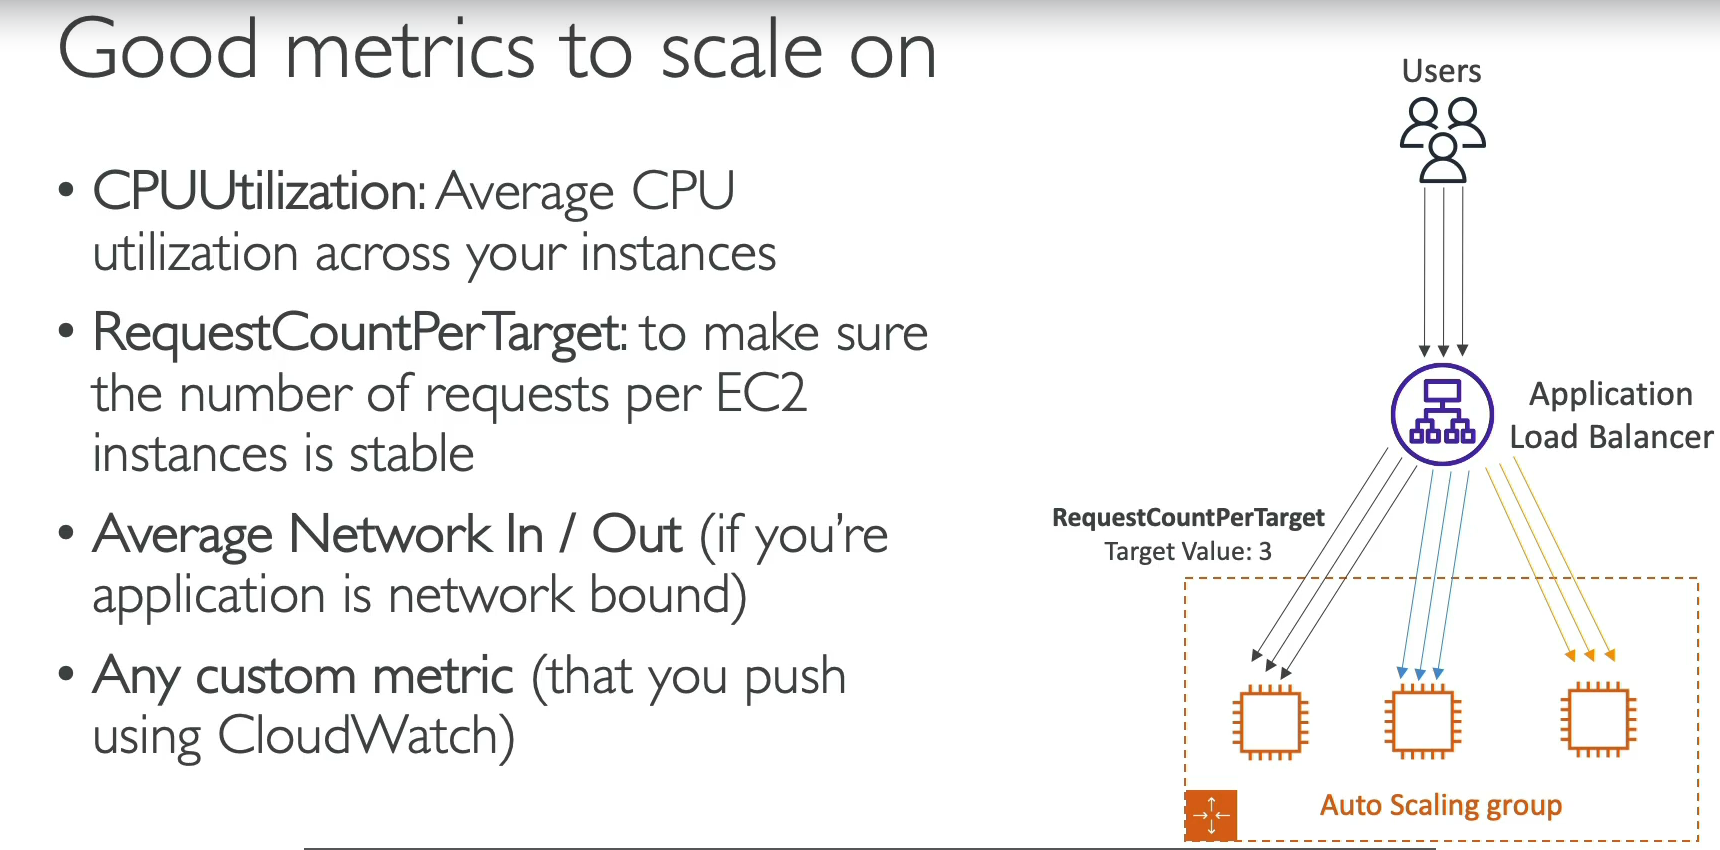 Good metrics to scale on
• CPUUtilization: Average CPU
utilization across your instances
• RequestCountPerTarget: to make sure
the number of requests per EC2
instances is stable
• Average Network In / Out (if you’re
application is network bound)
• Any custom metric (that you push
using CloudWatch)
Users
Application
Load Balancer
RequestCountPerTarget
Target Value: 3
Auto Scaling group